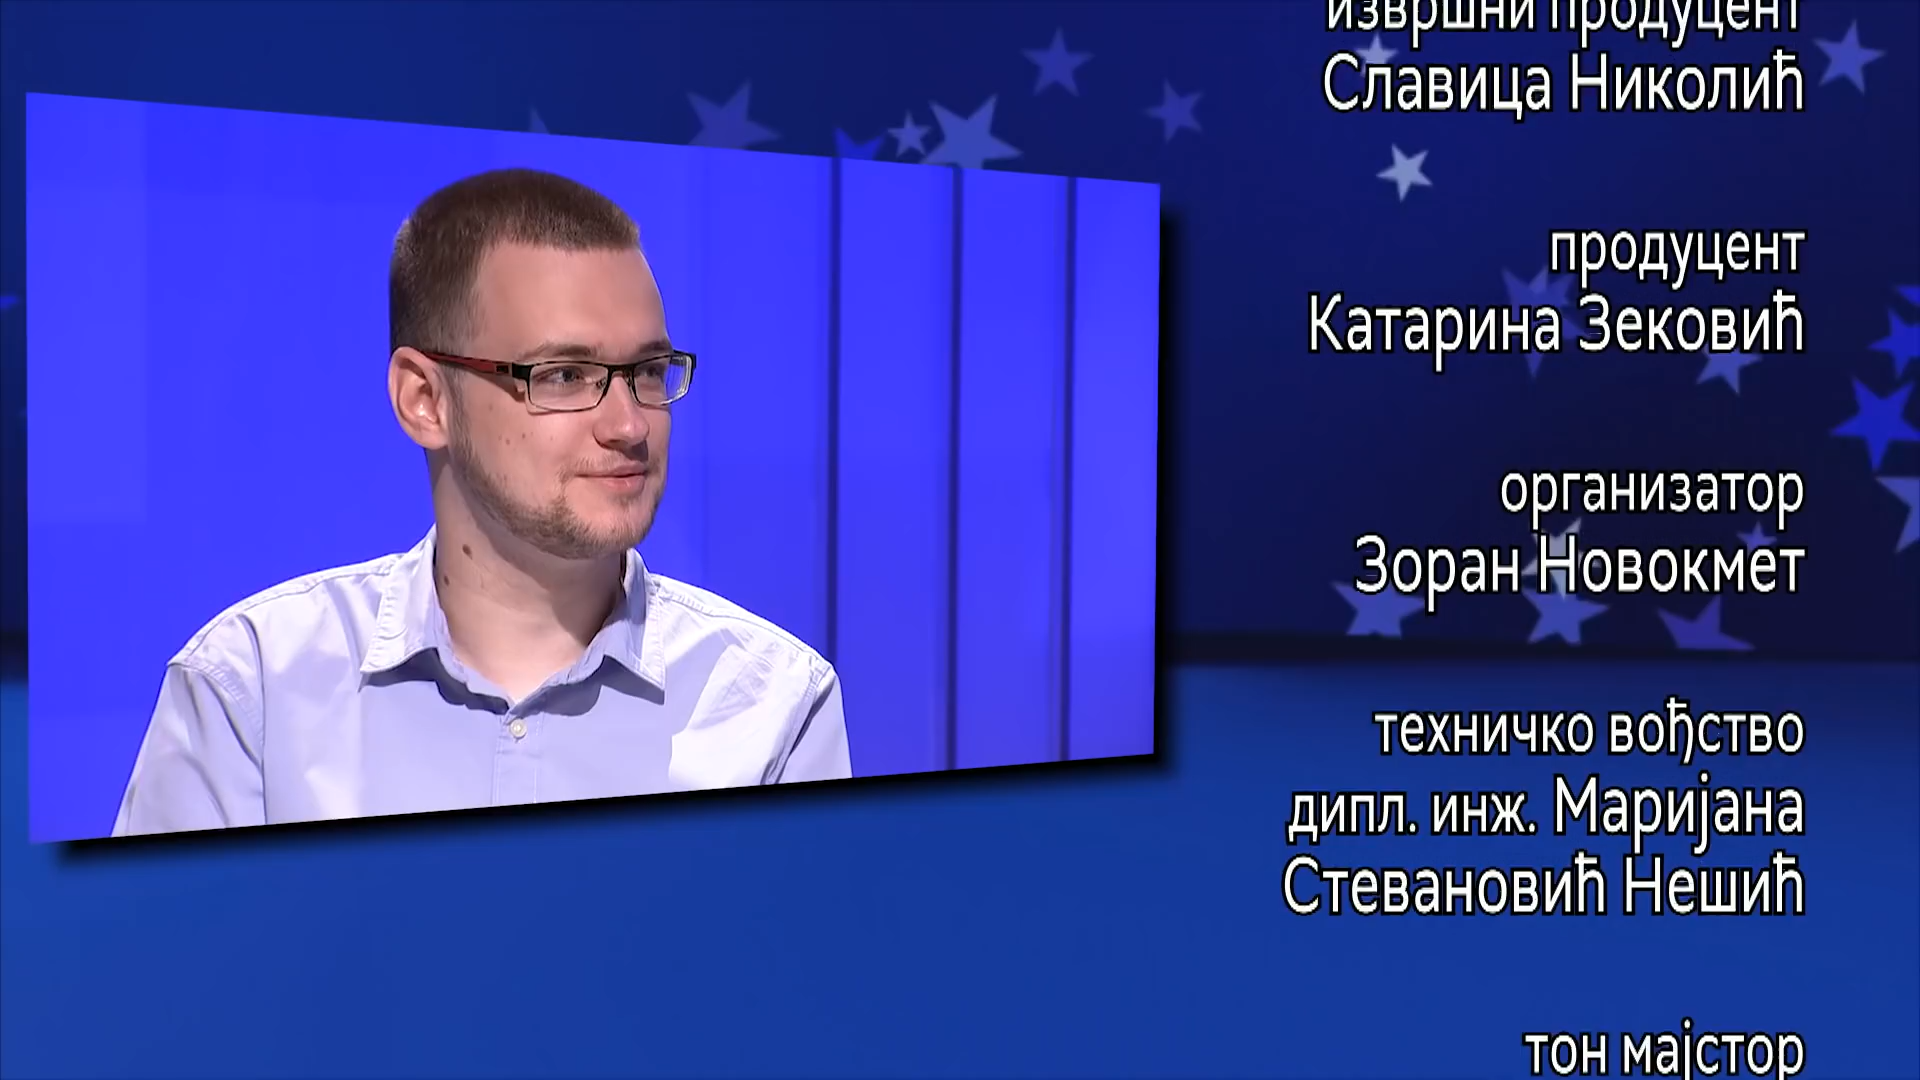 извршни продуцент
Славица Николић
продуцент
Катарина Зековић
организатор
Зоран Новокмет
техничко вођство
дипл. инж. Маријана
Стевановић Нешић
тон мајстор